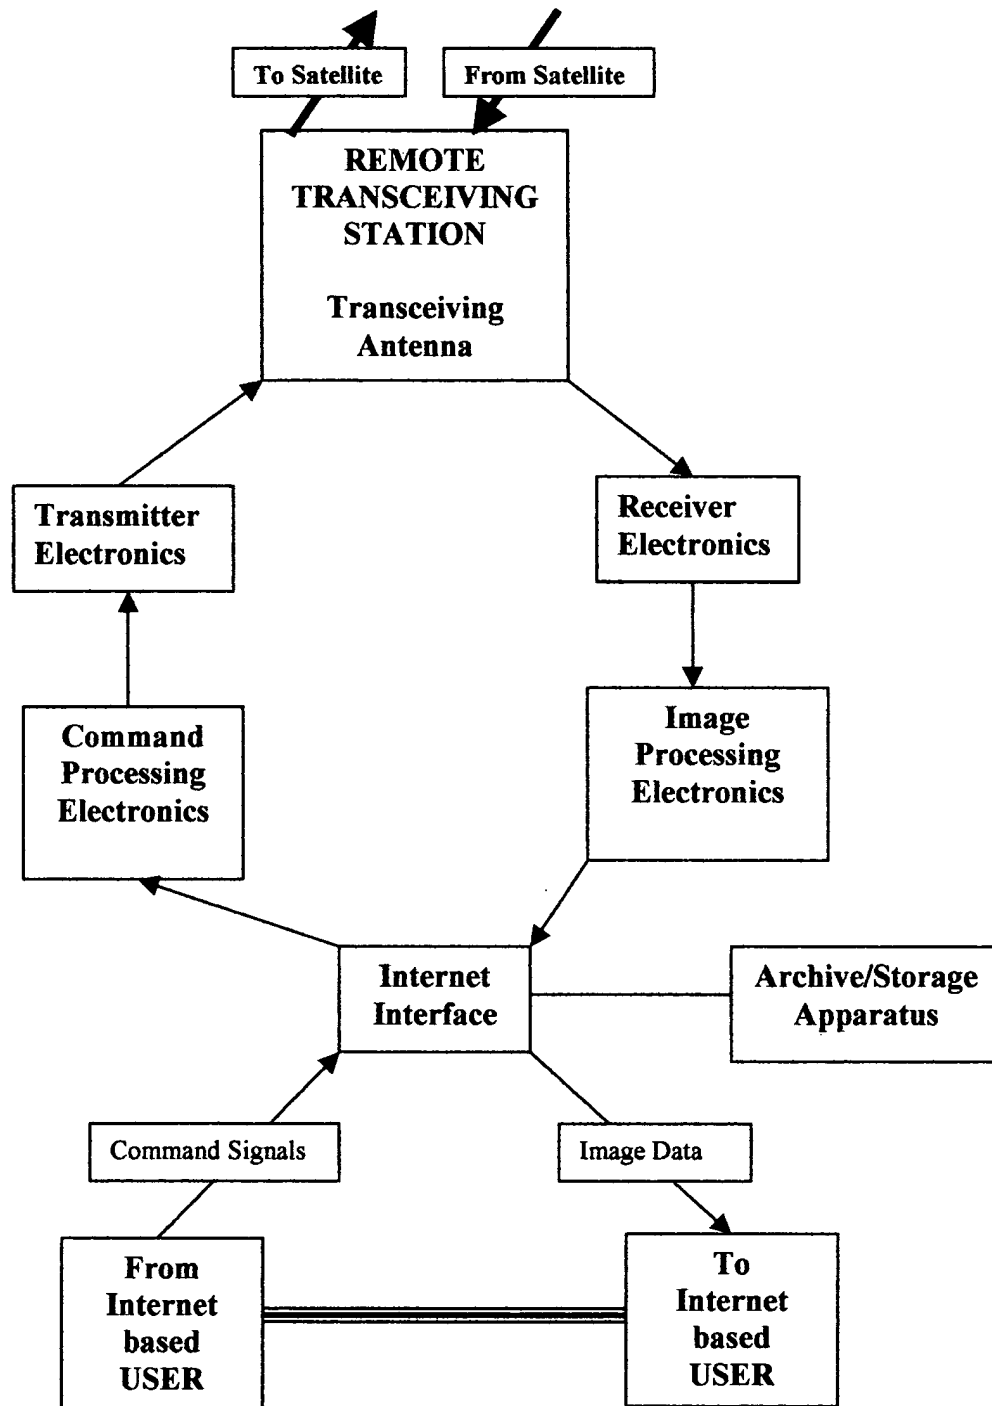 To Satellite
From Satellite
REMOTE
TRANSCEIVING
STATION
Transceiving
Antenna
Transmitter
Electronics
Receiver
Electronics
Command
Processing
Electronics
Image
Processing
Electronics
Internet
Interface
Archive/Storage
Apparatus
Command Signals
Image Data
From
Internet
based
USER
To
Internet
based
USER